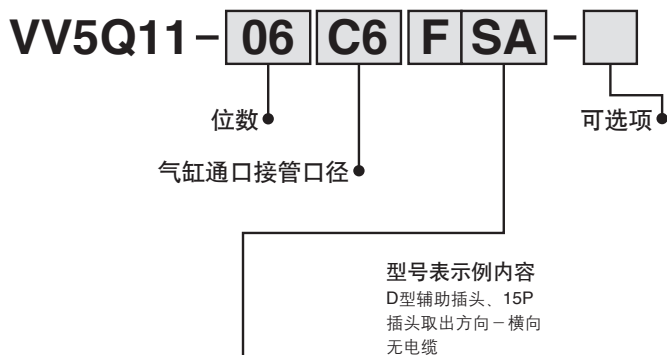 VV5Q11-06 C6 F SA-
位数
可选项
气缸通口接管口径
型号表示例内容
D型辅助插头、15P
插头取出方向－横向
无电缆